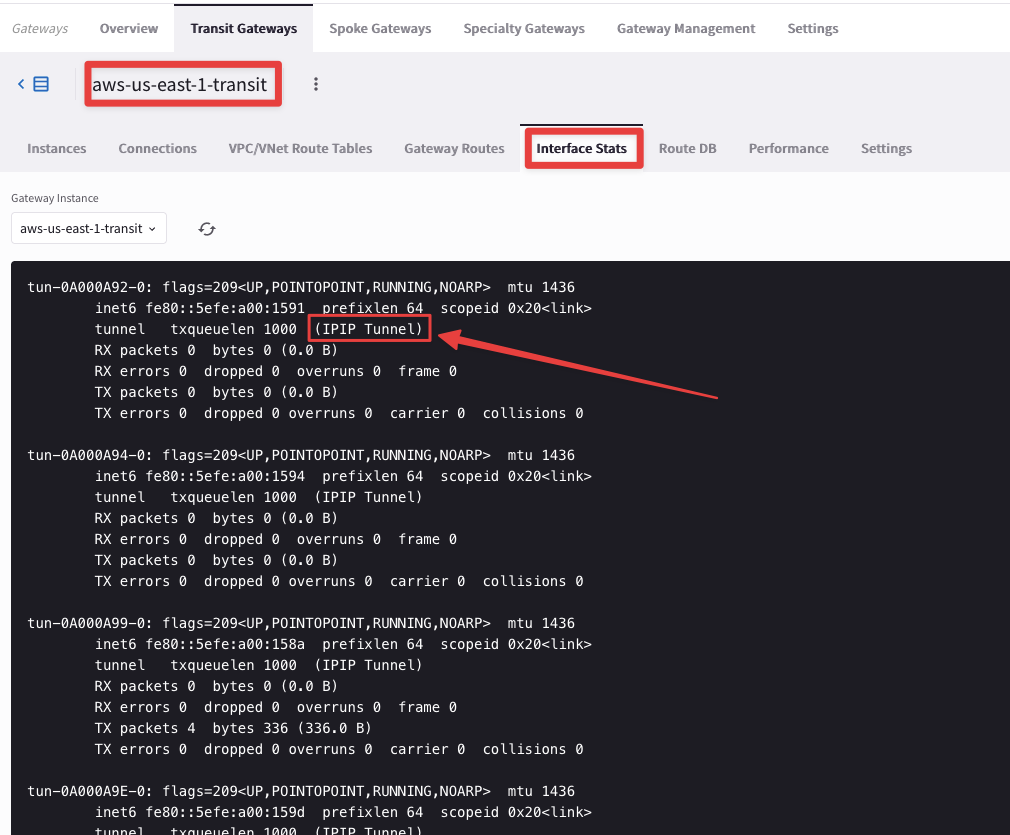 Gateways Overview Transit Gateways Spoke Gateways Specialty Gateways Gateway Management Settings
aws-us-east-1-transit
Instances Connections VPC/VNet Route Tables Gateway Routes Interface Stats Route DB Performance Settings
Gateway Instance
aws-us-east-1-transit
tun-0A000A92-0: flags=209<UP,POINTOPOINT,RUNNING,NOARP>  mtu 1436
        inet6 fe80::5efe:a00:1591  prefixlen 64  scopeid 0x20<link>
        tunnel   txqueuelen 1000  (IPIP Tunnel)
        RX packets 0  bytes 0 (0.0 B)
        RX errors 0  dropped 0  overruns 0  frame 0
        TX packets 0  bytes 0 (0.0 B)
        TX errors 0  dropped 0 overruns 0  carrier 0  collisions 0
tun-0A000A94-0: flags=209<UP,POINTOPOINT,RUNNING,NOARP>  mtu 1436
        inet6 fe80::5efe:a00:1594  prefixlen 64  scopeid 0x20<link>
        tunnel   txqueuelen 1000  (IPIP Tunnel)
        RX packets 0  bytes 0 (0.0 B)
        RX errors 0  dropped 0  overruns 0  frame 0
        TX packets 0  bytes 0 (0.0 B)
        TX errors 0  dropped 0 overruns 0  carrier 0  collisions 0
tun-0A000A99-0: flags=209<UP,POINTOPOINT,RUNNING,NOARP>  mtu 1436
        inet6 fe80::5efe:a00:158a  prefixlen 64  scopeid 0x20<link>
        tunnel   txqueuelen 1000  (IPIP Tunnel)
        RX packets 0  bytes 0 (0.0 B)
        RX errors 0  dropped 0  overruns 0  frame 0
        TX packets 4  bytes 336 (336.0 B)
        TX errors 0  dropped 0 overruns 0  carrier 0  collisions 0
tun-0A000A9E-0: flags=209<UP,POINTOPOINT,RUNNING,NOARP>  mtu 1436
        inet6 fe80::5efe:a00:159d  prefixlen 64  scopeid 0x20<link>
        tunnel   txqueuelen 1000  (IPIP Tunnel)